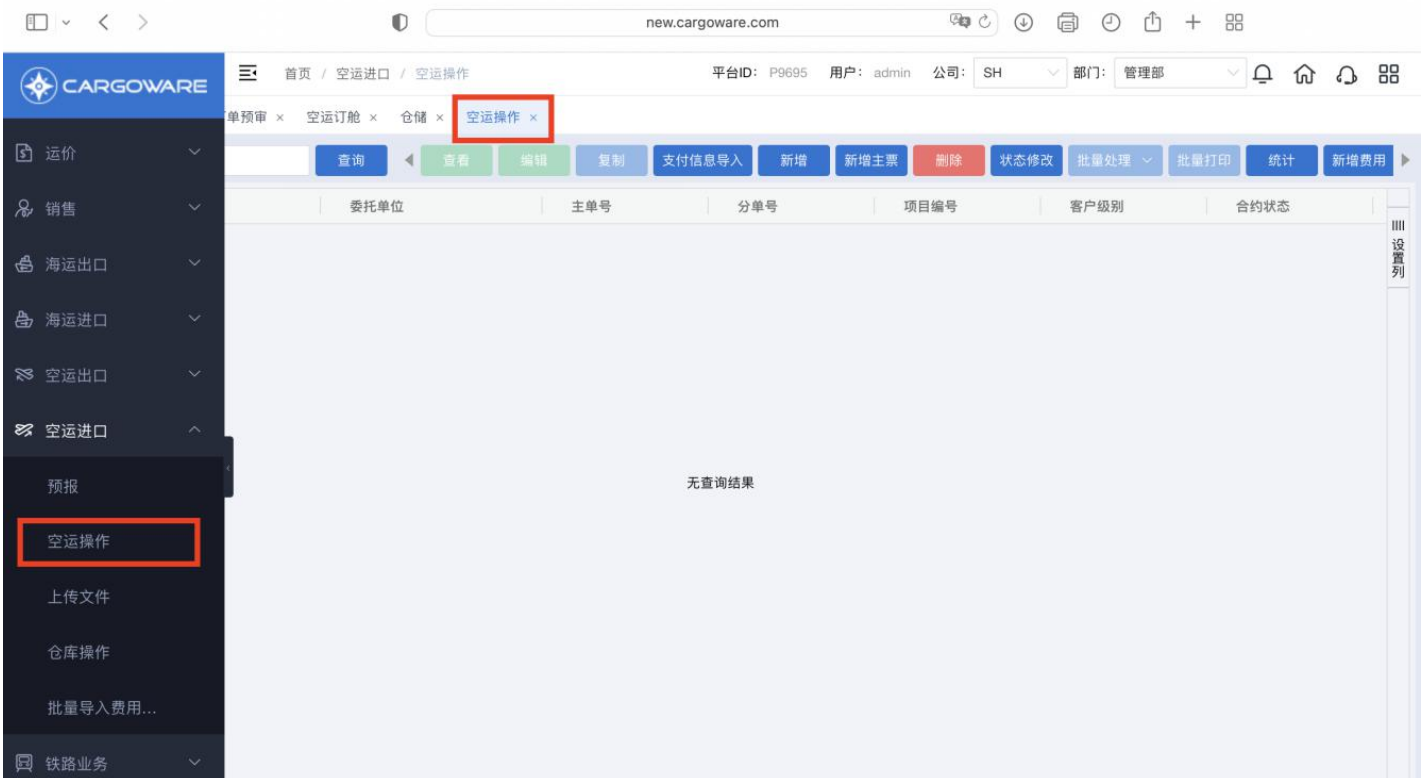 new.cargoware.com
CARGOWARE
首页 / 空运进口 / 空运操作
平台ID: P9695 用户: admin 公司: SH 部门: 管理部
单预审 × 空运订舱 × 仓储 × 空运操作 ×
查询 查看 编辑 复制 支付信息导入 新增 新增主票 删除 状态修改 批量处理 批量打印 统计 新增费用
委托单位 主单号 分单号 项目编号 客户级别 合约状态
设置列
无查询结果
运价
销售
海运出口
海运进口
空运出口
空运进口
预报
空运操作
上传文件
仓库操作
批量导入费用...
铁路业务